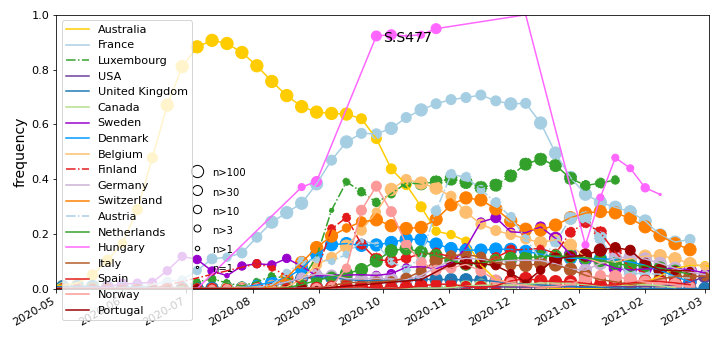 1.0
0.8
0.6
0.4
0.2
0.0
frequency
S.S477
Australia
France
Luxembourg
USA
United Kingdom
Canada
Sweden
Denmark
Belgium
Finland
Germany
Switzerland
Austria
Netherlands
Hungary
Italy
Spain
Norway
Portugal
n>100
n>30
n>10
n>3
n>1
n=1
2020-05
2020-06
2020-07
2020-08
2020-09
2020-10
2020-11
2020-12
2021-01
2021-02
2021-03